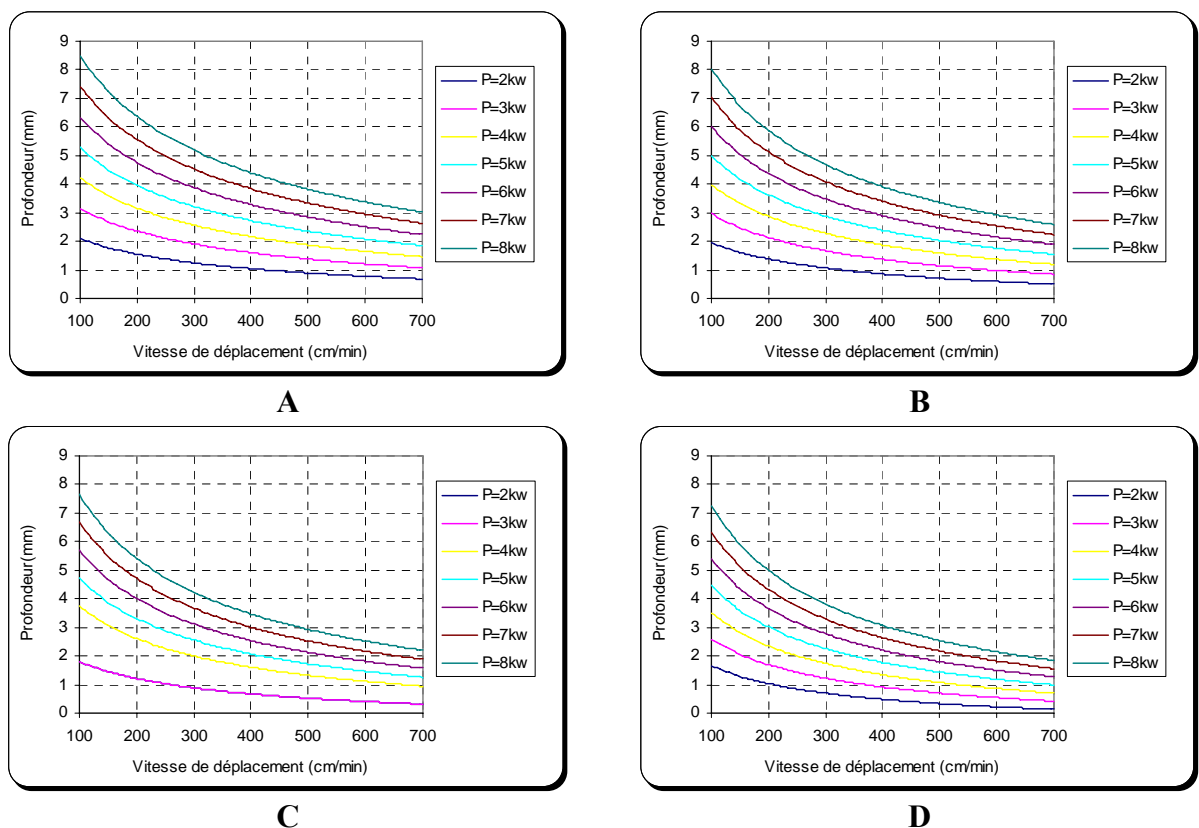 9
8
7
6
5
4
3
2
1
0
Profondeur(mm)
100 200 300 400 500 600 700
Vitesse de déplacement (cm/min)
P=2kw
P=3kw
P=4kw
P=5kw
P=6kw
P=7kw
P=8kw
A
9
8
7
6
5
4
3
2
1
0
Profondeur(mm)
100 200 300 400 500 600 700
Vitesse de déplacement (cm/min)
P=2kw
P=3kw
P=4kw
P=5kw
P=6kw
P=7kw
P=8kw
B
9
8
7
6
5
4
3
2
1
0
Profondeur(mm)
100 200 300 400 500 600 700
Vitesse de déplacement (cm/min)
P=2kw
P=3kw
P=4kw
P=5kw
P=6kw
P=7kw
P=8kw
C
9
8
7
6
5
4
3
2
1
0
Profondeur(mm)
100 200 300 400 500 600 700
Vitesse de déplacement (cm/min)
P=2kw
P=3kw
P=4kw
P=5kw
P=6kw
P=7kw
P=8kw
D